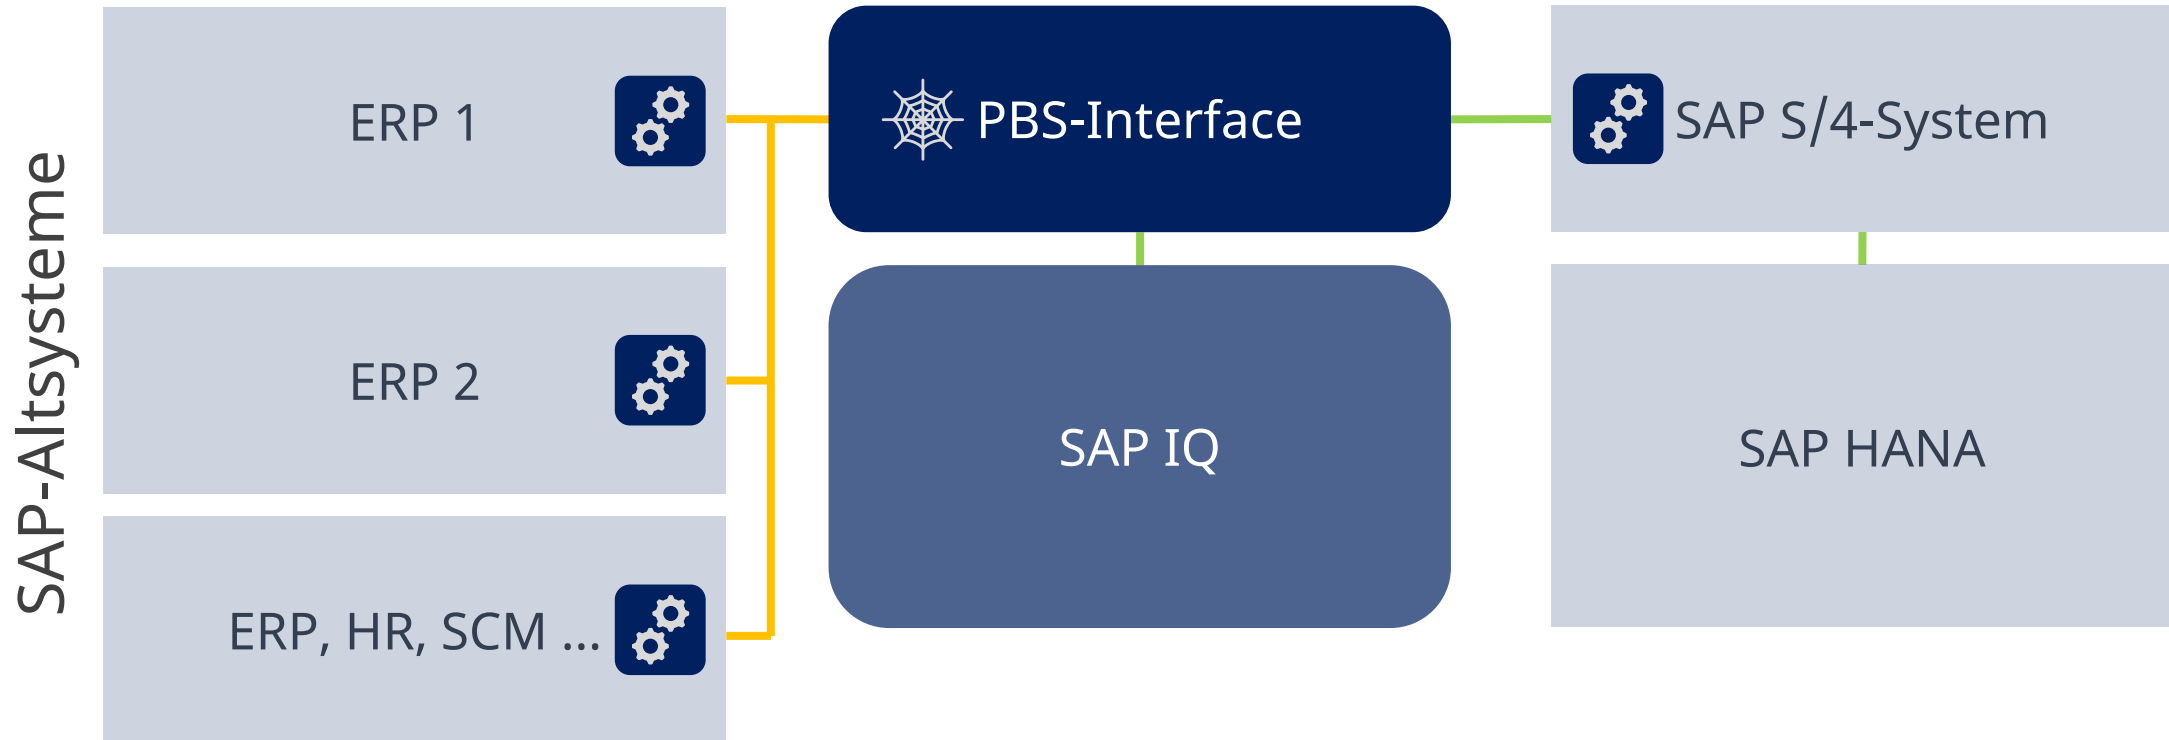 SAP-Altsysteme
ERP 1
ERP 2
ERP, HR, SCM ...
PBS-Interface
SAP IQ
SAP S/4-System
SAP HANA